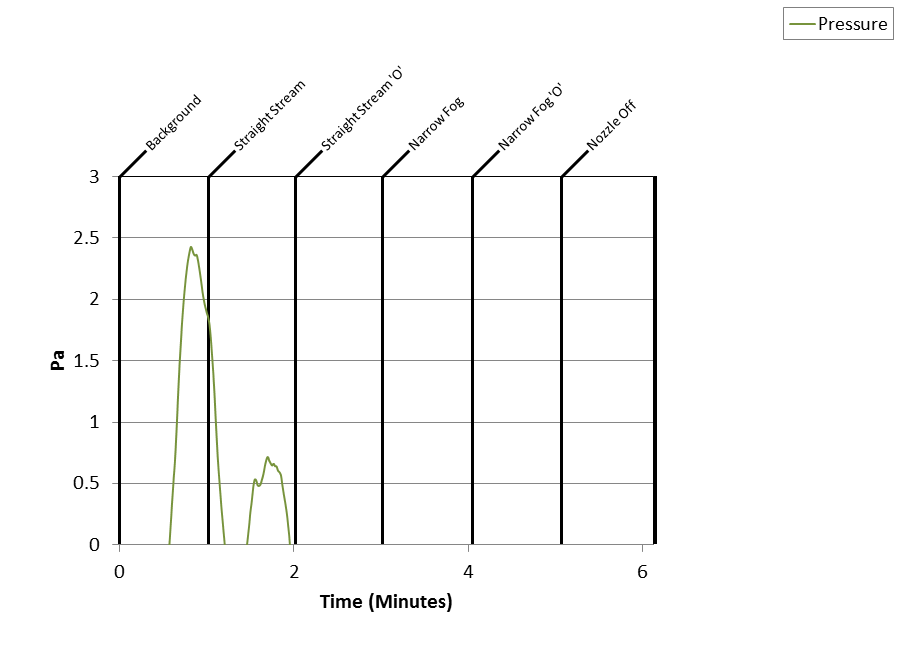 Pressure
Background
Straight Stream
Straight Stream 'O'
Narrow Fog
Narrow Fog 'O'
Nozzle Off
3
2.5
2
1.5
1
0.5
0
Pa
0 2 4 6
Time (Minutes)